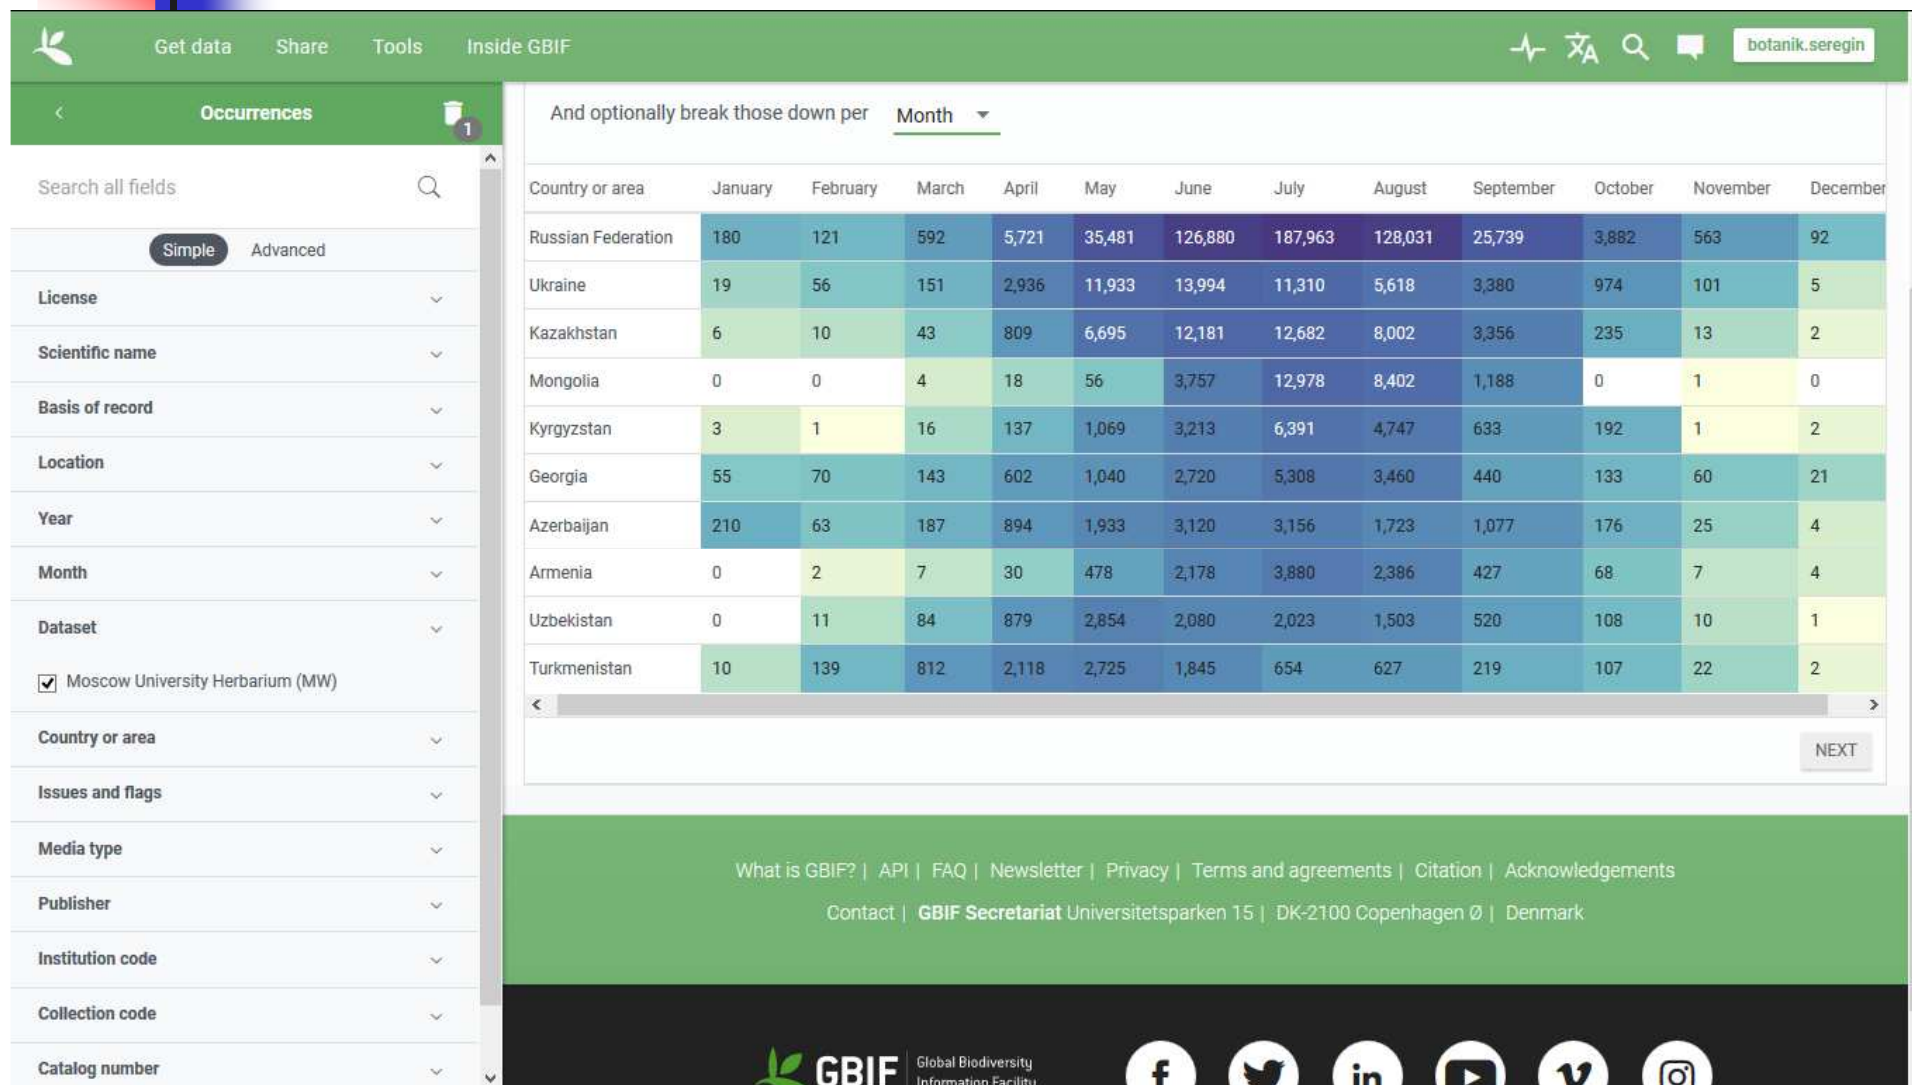 Get data Share Tools Inside GBIF botanik.seregin
Occurrences 1
Search all fields
Simple Advanced
License
Scientific name
Basis of record
Location
Year
Month
Dataset
Moscow University Herbarium (MW)
Country or area
Issues and flags
Media type
Publisher
Institution code
Collection code
Catalog number
And optionally break those down per Month
Country or area January February March April May June July August September October November December
Russian Federation 180 121 592 5,721 35,481 126,880 187,963 128,031 25,739 3,882 563 92
Ukraine 19 56 151 2,936 11,933 13,994 11,310 5,618 3,380 974 101 5
Kazakhstan 6 10 43 809 6,695 12,181 12,682 8,002 3,356 235 13 2
Mongolia 0 0 4 18 56 3,757 12,978 8,402 1,188 0 1 0
Kyrgyzstan 3 1 16 137 1,069 3,213 6,391 4,747 633 192 1 2
Georgia 55 70 143 602 1,040 2,720 5,308 3,460 440 133 60 21
Azerbaijan 210 63 187 894 1,933 3,120 3,156 1,723 1,077 176 25 4
Armenia 0 2 7 30 478 2,178 3,880 2,386 427 68 7 4
Uzbekistan 0 11 84 879 2,854 2,080 2,023 1,503 520 108 10 1
Turkmenistan 10 139 812 2,118 2,725 1,845 654 627 219 107 22 2
NEXT
What is GBIF? | API | FAQ | Newsletter | Privacy | Terms and agreements | Citation | Acknowledgements
Contact | GBIF Secretariat Universitetsparken 15 | DK-2100 Copenhagen Ø | Denmark
GBIF Global Biodiversity
Information Facility